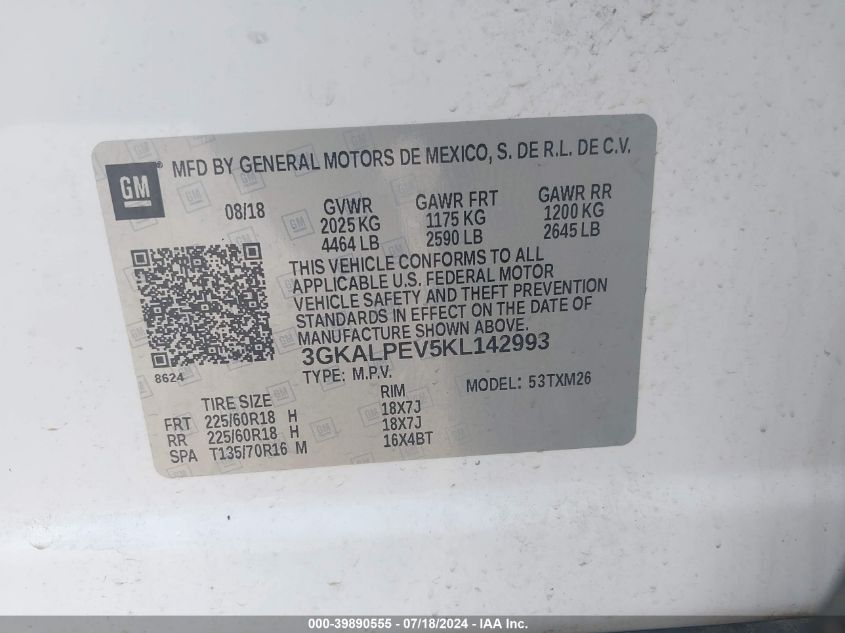 GM
MFD BY GENERAL MOTORS DE MEXICO, S. DE R.L. DE C.V.
08/18 GVWR GAWR FRT GAWR RR
2025 KG 1175 KG 1200 KG
4464 LB 2590 LB 2645 LB
THIS VEHICLE CONFORMS TO ALL
APPLICABLE U.S. FEDERAL MOTOR
VEHICLE SAFETY AND THEFT PREVENTION
STANDARDS IN EFFECT ON THE DATE OF
MANUFACTURE SHOWN ABOVE.
3GKALPEV5KL142993
8624
TYPE: M.P.V. MODEL: 53TXM26
TIRE SIZE RIM
FRT 225/60R18 H 18X7J
RR 225/60R18 H 18X7J
SPA T135/70R16 M 16X4BT
000-39890555 - 07/18/2024 - IAA Inc.